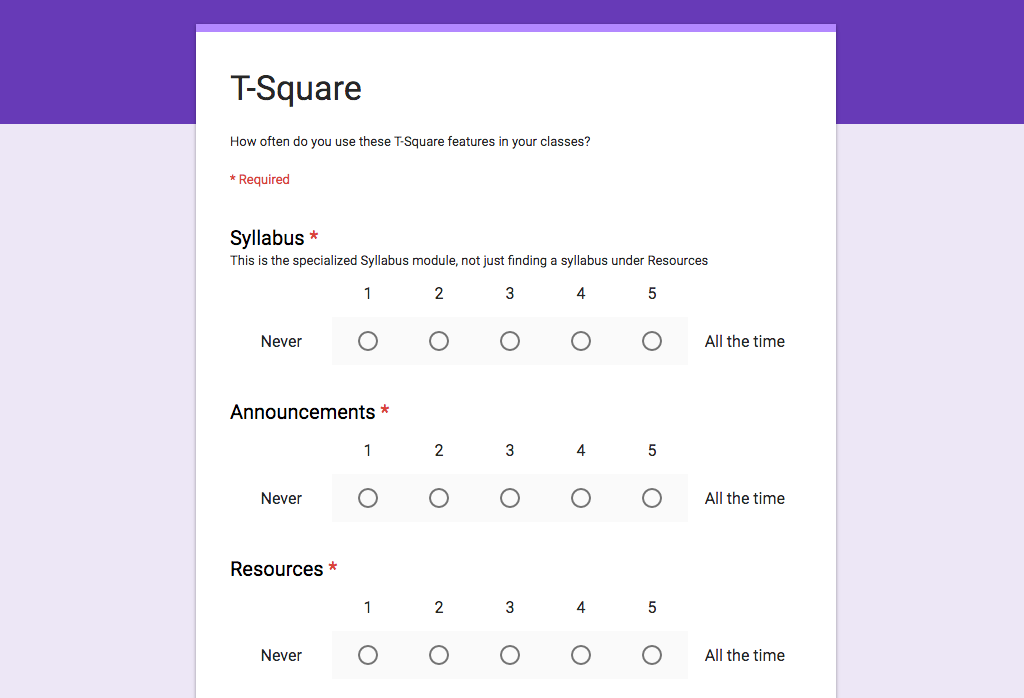 T-Square
How often do you use these T-Square features in your classes?
* Required
Syllabus *
This is the specialized Syllabus module, not just finding a syllabus under Resources
1 2 3 4 5
Never All the time
Announcements *
1 2 3 4 5
Never All the time
Resources *
1 2 3 4 5
Never All the time